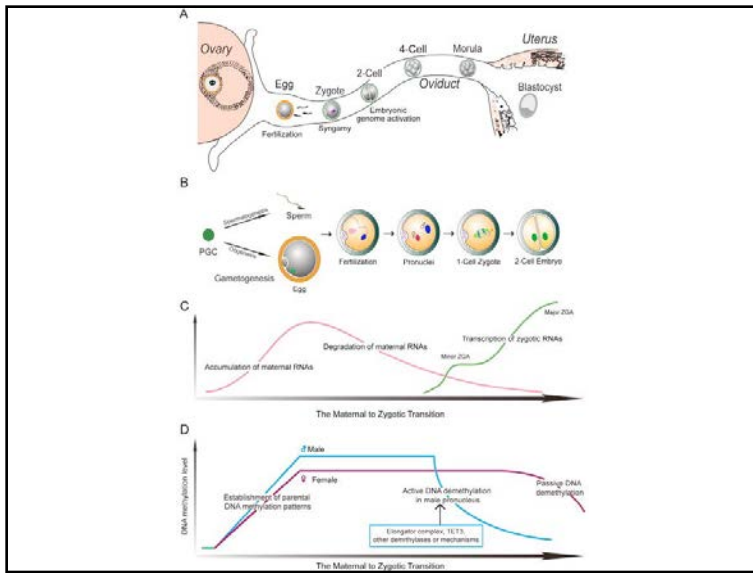 A
Ovary
Egg
Fertilization
Zygote
Syngamy
2-Cell
Embryonic
genome activation
4-Cell
Morula
Oviduct
Uterus
Blastocyst
B
PGC
Spermatogenesis
Oogenesis
Gametogenesis
Sperm
Egg
Fertilization
Pronuclei
1-Cell Zygote
2-Cell Embryo
C
Accumulation of maternal RNAs
Degradation of maternal RNAs
Minor ZGA
Transcription of zygotic RNAs
Major ZGA
The Maternal to Zygotic Transition
D
DNA methylation level
♂ Male
♀ Female
Establishment of parental
DNA methylation patterns
Active DNA demethylation
in male pronucleus
Elongator complex, TET3,
other demthylases or mechanisms
Passive DNA
demethylation
The Maternal to Zygotic Transition